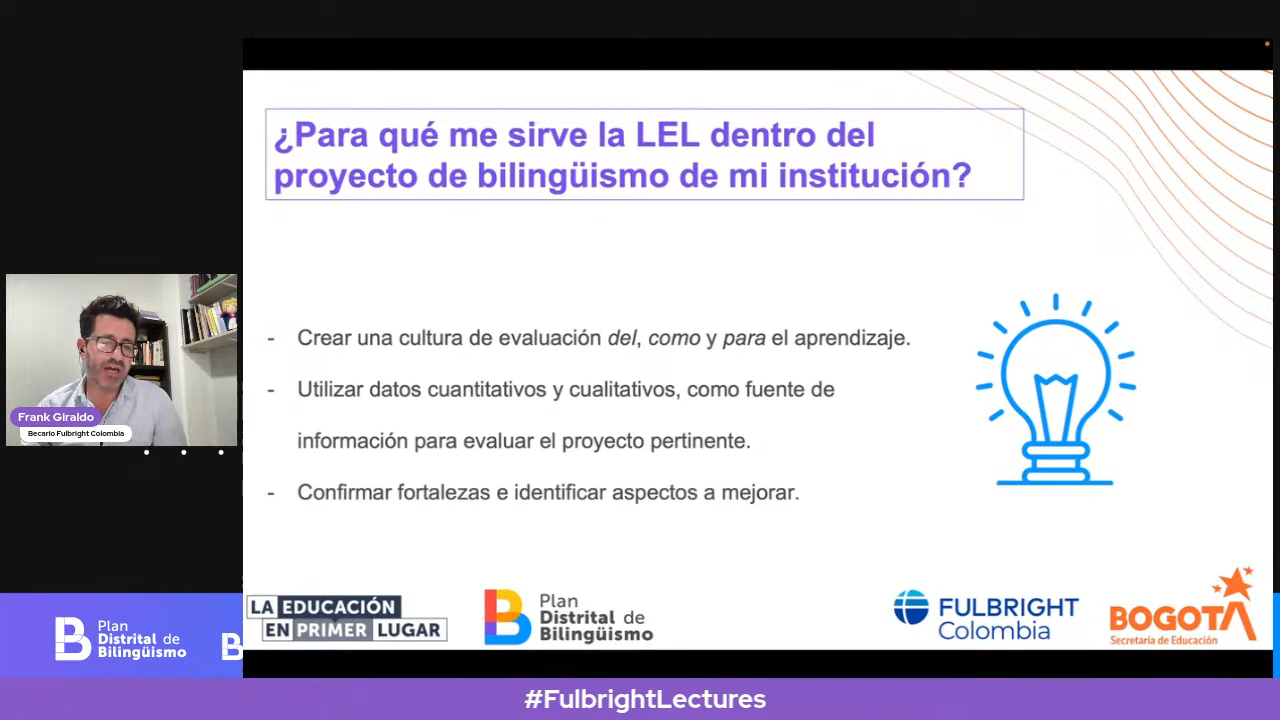 ¿Para qué me sirve la LEL dentro del
proyecto de bilingüismo de mi institución?
- Crear una cultura de evaluación del, como y para el aprendizaje.
- Utilizar datos cuantitativos y cualitativos, como fuente de
información para evaluar el proyecto pertinente.
- Confirmar fortalezas e identificar aspectos a mejorar.
Frank Giraldo
Becario Fulbright Colombia
LA EDUCACIÓN
EN PRIMER LUGAR
B Plan
Distrital de
Bilingüismo
FULBRIGHT
Colombia
BOGOTÁ
Secretaría de Educación
B Plan
Distrital de
Bilingüismo
B
#FulbrightLectures